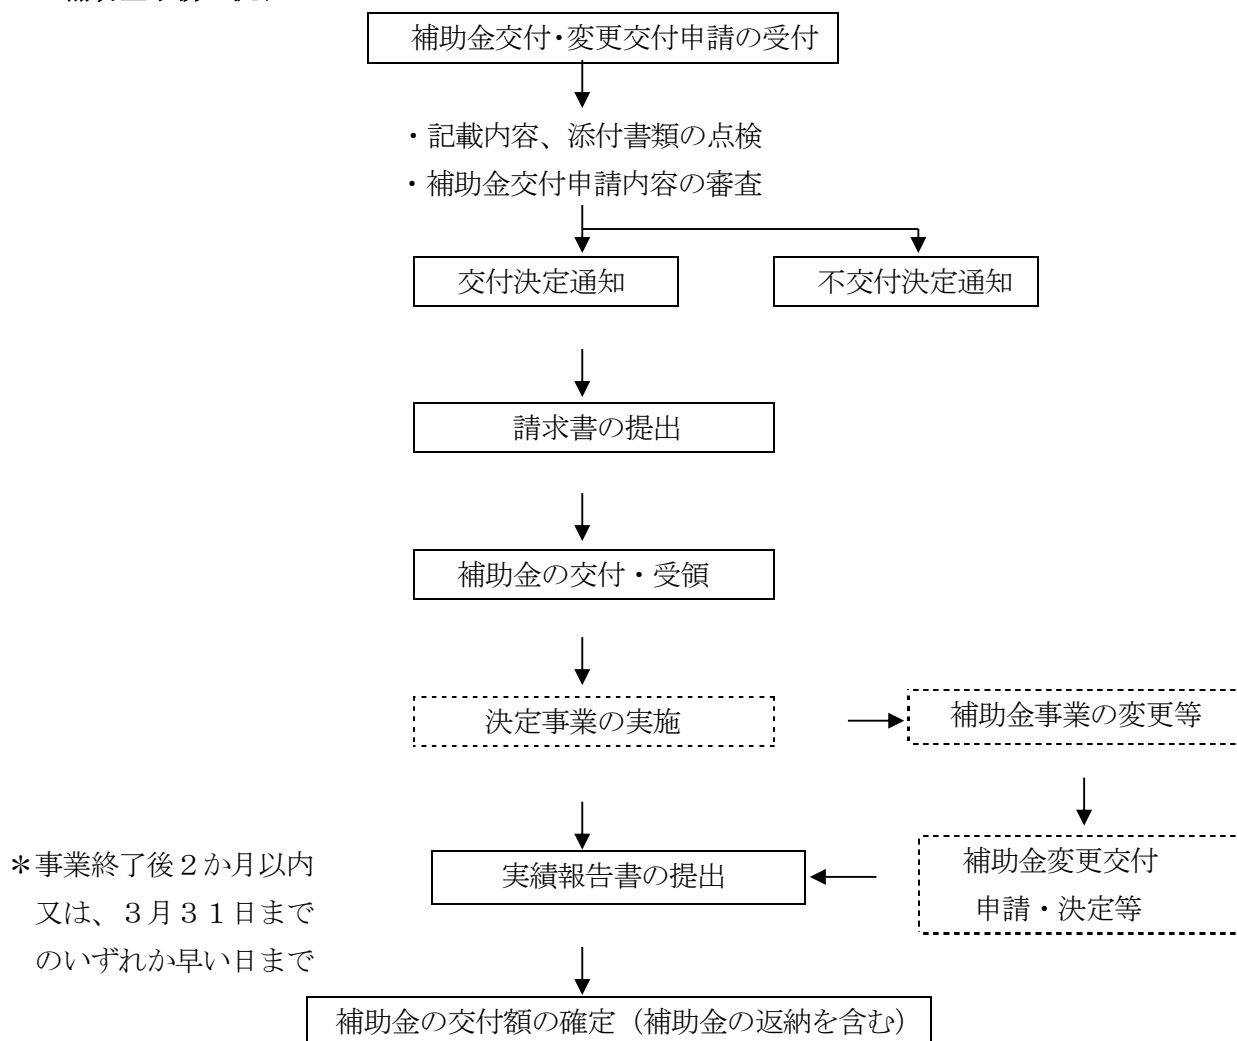 補助金交付・変更交付申請の受付
・記載内容、添付書類の点検
・補助金交付申請内容の審査
交付決定通知
不交付決定通知
請求書の提出
補助金の交付・受領
決定事業の実施
補助金事業の変更等
補助金変更交付
申請・決定等
実績報告書の提出
＊事業終了後２か月以内
又は、３月３１日まで
のいずれか早い日まで
補助金の交付額の確定（補助金の返納を含む）